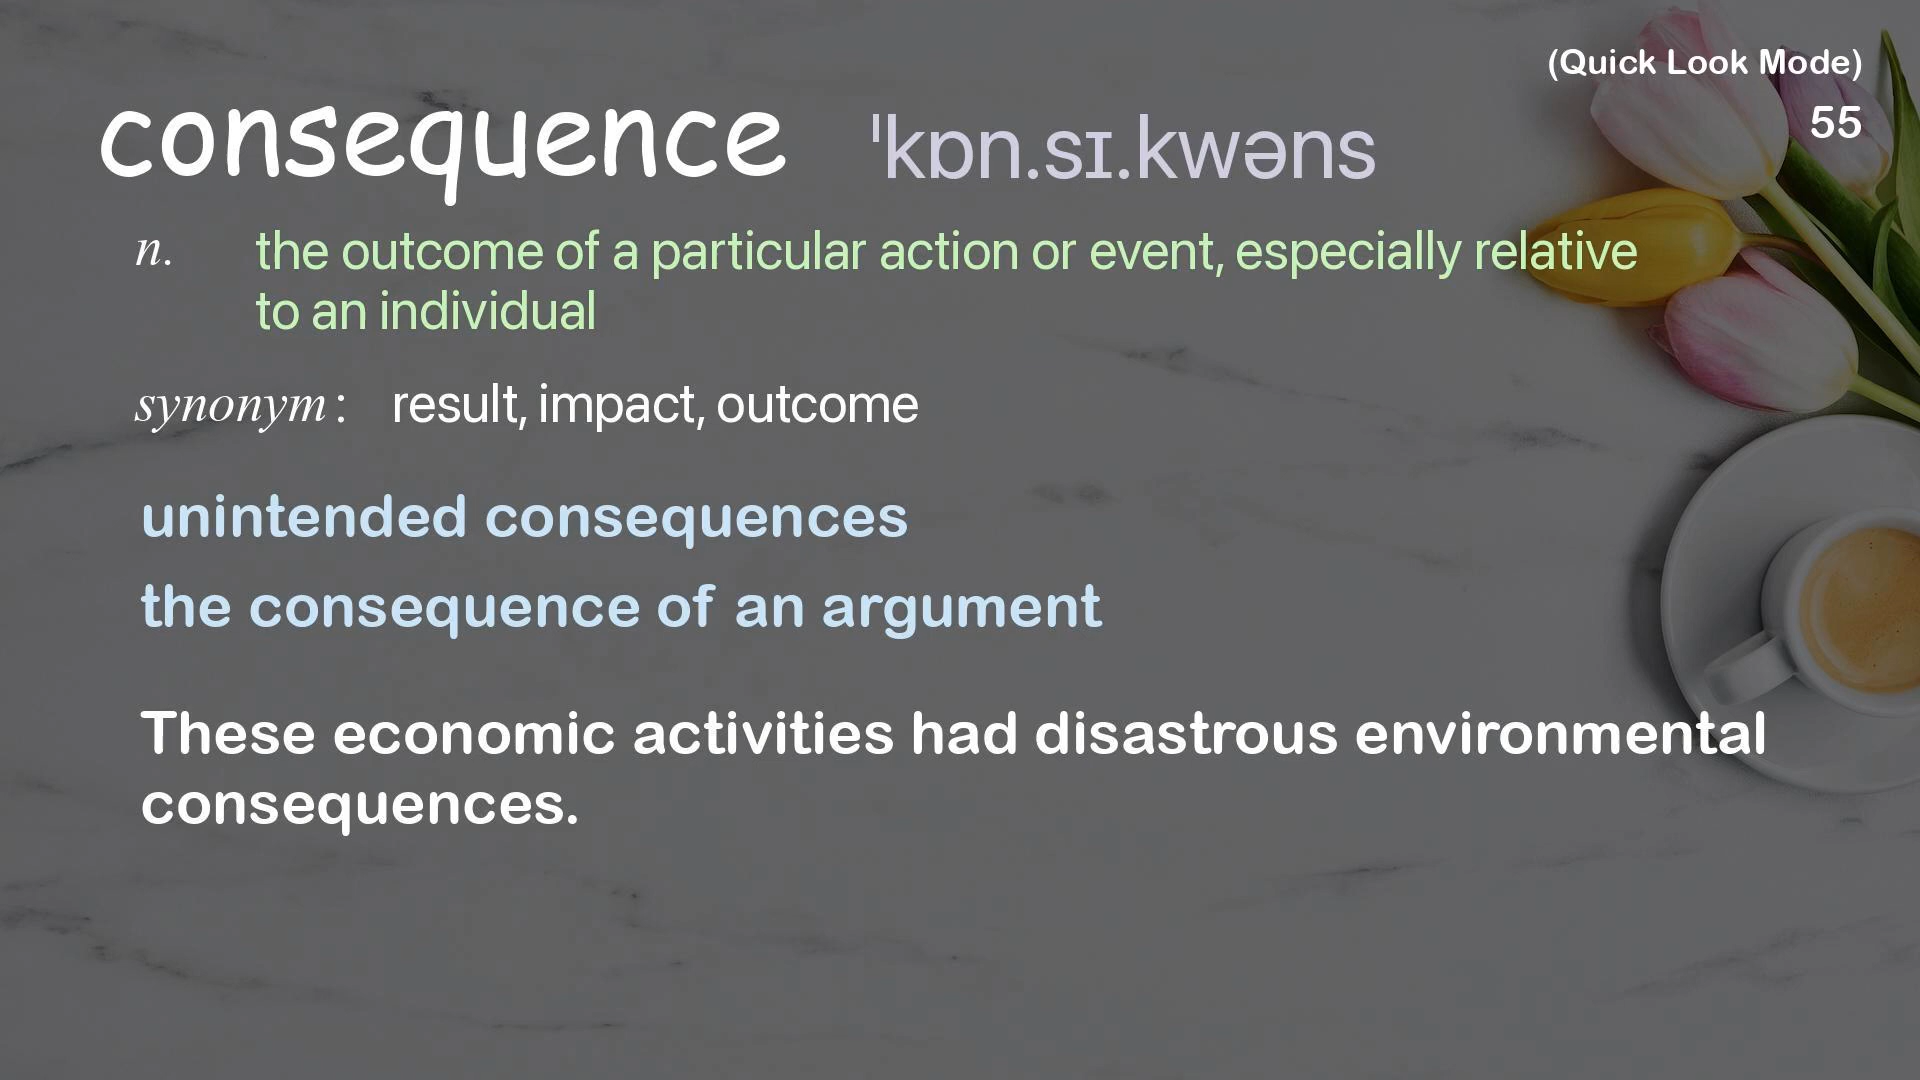 (Quick Look Mode)
55
consequence ˈkɒn.sɪ.kwəns
n. the outcome of a particular action or event, especially relative
to an individual
synonym: result, impact, outcome
unintended consequences
the consequence of an argument
These economic activities had disastrous environmental
consequences.